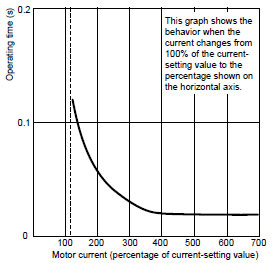 Operating time (s)
0.2
0.1
0
This graph shows the
behavior when the
current changes from
100% of the current-
setting value to the
percentage shown on
the horizontal axis.
100 200 300 400 500 600 700
Motor current (percentage of current-setting value)